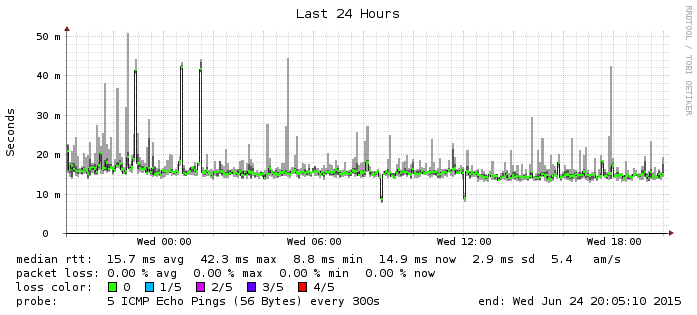 Last 24 Hours
RRDTOOL / TOBI OETIKER
Seconds
50 m
40 m
30 m
20 m
10 m
0
Wed 00:00 Wed 06:00 Wed 12:00 Wed 18:00
median rtt: 15.7 ms avg 42.3 ms max 8.8 ms min 14.9 ms now 2.9 ms sd 5.4 am/s
packet loss: 0.00 % avg 0.00 % max 0.00 % min 0.00 % now
loss color: 0 1/5 2/5 3/5 4/5
probe: 5 ICMP Echo Pings (56 Bytes) every 300s end: Wed Jun 24 20:05:10 2015